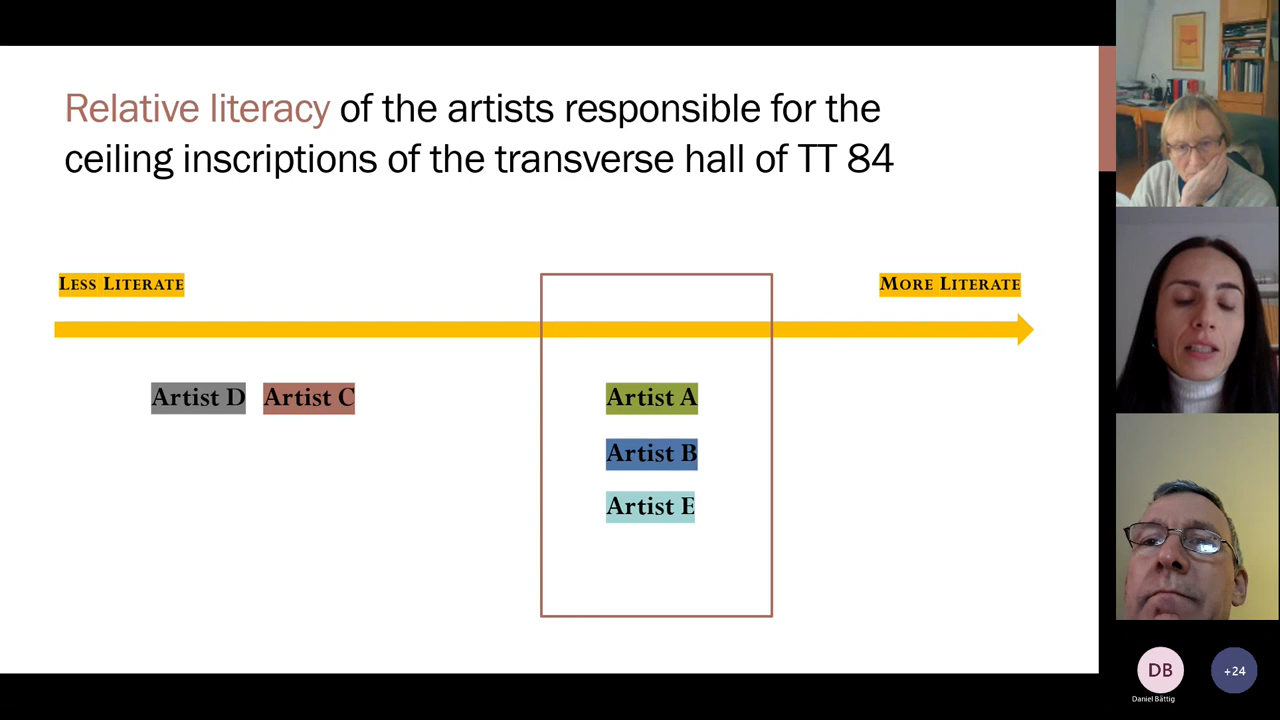 Relative literacy of the artists responsible for the
ceiling inscriptions of the transverse hall of TT 84
LESS LITERATE
MORE LITERATE
Artist D
Artist C
Artist A
Artist B
Artist E
DB
+24
Daniel Bättig